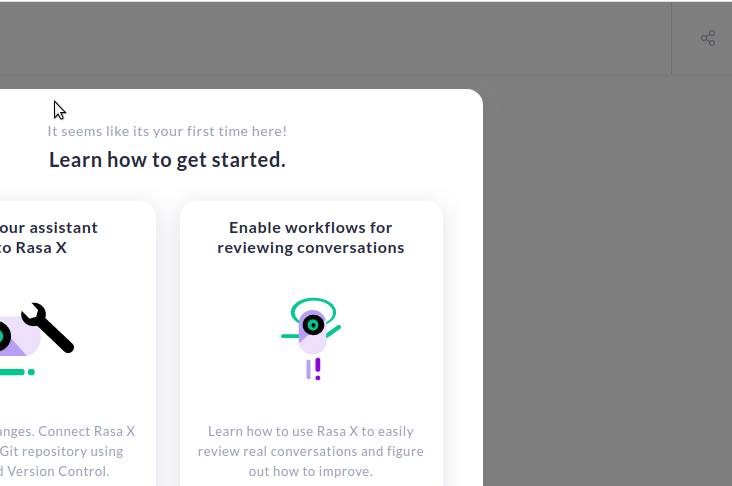 It seems like its your first time here!
Learn how to get started.
our assistant
to Rasa X
Enable workflows for
reviewing conversations
anges. Connect Rasa X
Git repository using
d Version Control.
Learn how to use Rasa X to easily
review real conversations and figure
out how to improve.